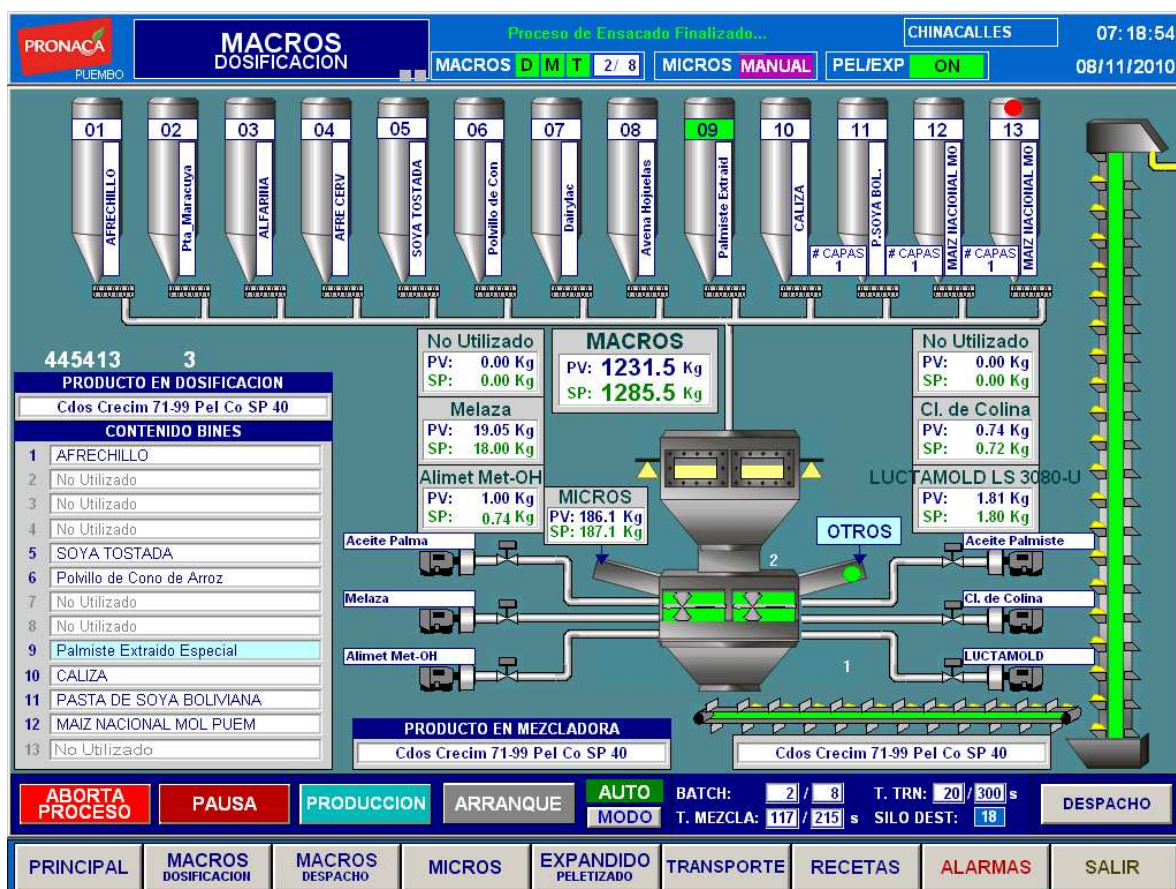 PRONACA
PUEMBO
MACROS
DOSIFICACION
Proceso de Ensacado Finalizado...
MACROS D M T 2/ 8
MICROS MANUAL
PEL/EXP ON
CHINACALLES
07:18:54
08/11/2010
01 02 03 04 05 06 07 08 09 10 11 12 13
AFRECHILLO
Pta_Maracuya
ALFARINA
AFRE CERV
SOYA TOSTADA
Polvillo de Con
Dairylac
Avena Hojuelas
Palmiste Extraid
CALIZA
P.SOYA BOL.
MAIZ NACIONAL MO
MAIZ NACIONAL MO
# CAPAS
1
# CAPAS
1
# CAPAS
1
445413 3
PRODUCTO EN DOSIFICACION
Cdos Crecim 71-99 Pel Co SP 40
CONTENIDO BINES
1 AFRECHILLO
2 No Utilizado
3 No Utilizado
4 No Utilizado
5 SOYA TOSTADA
6 Polvillo de Cono de Arroz
7 No Utilizado
8 No Utilizado
9 Palmiste Extraido Especial
10 CALIZA
11 PASTA DE SOYA BOLIVIANA
12 MAIZ NACIONAL MOL PUEM
13 No Utilizado
No Utilizado
PV: 0.00 Kg
SP: 0.00 Kg
Melaza
PV: 19.05 Kg
SP: 18.00 Kg
Alimet Met-OH
PV: 1.00 Kg
SP: 0.74 Kg
MACROS
PV: 1231.5 Kg
SP: 1285.5 Kg
MICROS
PV: 186.1 Kg
SP: 187.1 Kg
No Utilizado
PV: 0.00 Kg
SP: 0.00 Kg
Cl. de Colina
PV: 0.74 Kg
SP: 0.72 Kg
LUCTAMOLD LS 3080-U
PV: 1.81 Kg
SP: 1.80 Kg
OTROS
2
1
Aceite Palma
Melaza
Alimet Met-OH
Aceite Palmiste
Cl. de Colina
LUCTAMOLD
PRODUCTO EN MEZCLADORA
Cdos Crecim 71-99 Pel Co SP 40
Cdos Crecim 71-99 Pel Co SP 40
ABORTA
PROCESO
PAUSA
PRODUCCION
ARRANQUE
AUTO
MODO
BATCH: 2 / 8
T. MEZCLA: 117 / 215 s
T. TRN: 20 / 300 s
SILO DEST: 18
DESPACHO
PRINCIPAL
MACROS
DOSIFICACION
MACROS
DESPACHO
MICROS
EXPANDIDO
PELETIZADO
TRANSPORTE
RECETAS
ALARMAS
SALIR